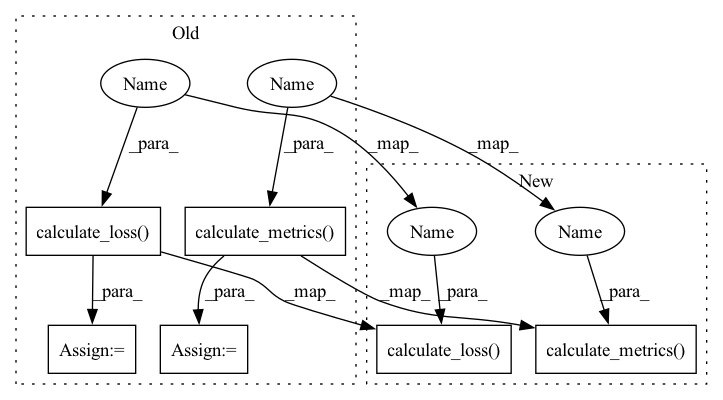 Old
Name
Name
_para_
_para_
_map_
_map_
New
calculate_loss()
calculate_metrics()
Name
Name
_para_
_para_
_map_
_map_
_para_
_para_
Assign:=
Assign:=
calculate_loss()
calculate_metrics()